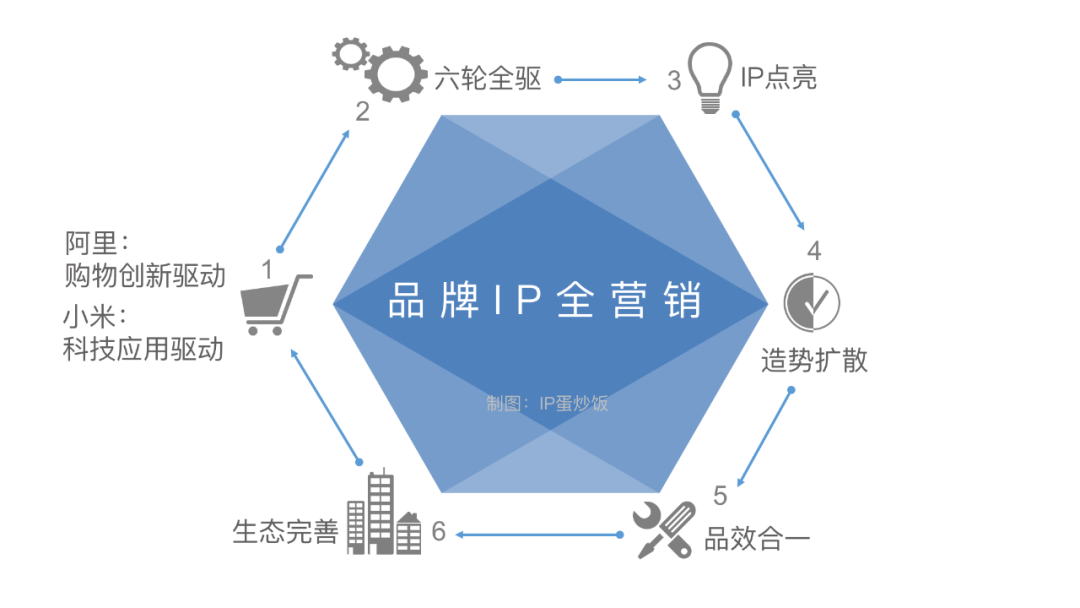 六轮全驱
3
IP点亮
2
阿里：
购物创新驱动
小米：
科技应用驱动
1
4
造势扩散
品牌IP全营销
制图：IP蛋炒饭
5
品效合一
生态完善
6